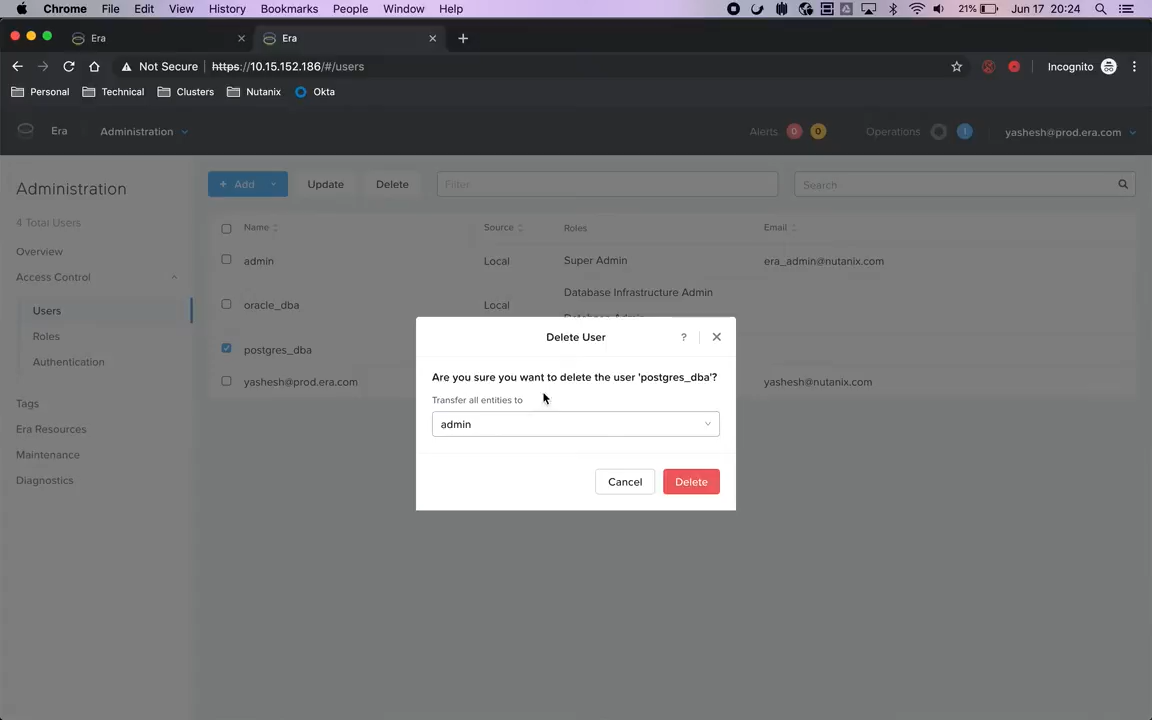 Chrome File Edit View History Bookmarks People Window Help 21% Jun 17 20:24
Era Era
Not Secure https://10.15.152.186/#/users Incognito
Personal Technical Clusters Nutanix Okta
Era Administration Alerts 0 0 Operations 1 yashesh@prod.era.com
Administration
4 Total Users
Overview
Access Control
Users
Roles
Authentication
Tags
Era Resources
Maintenance
Diagnostics
+ Add Update Delete Filter Search
Name Source Roles Email
admin Local Super Admin era_admin@nutanix.com
oracle_dba Local Database Infrastructure Admin
postgres_dba
yashesh@prod.era.com yashesh@nutanix.com
Delete User ?
Are you sure you want to delete the user 'postgres_dba'?
Transfer all entities to
admin
Cancel Delete